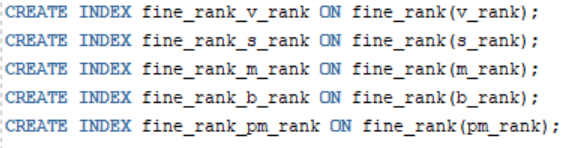 CREATE INDEX fine_rank_v_rank ON fine_rank(v_rank);
CREATE INDEX fine_rank_s_rank ON fine_rank(s_rank);
CREATE INDEX fine_rank_m_rank ON fine_rank(m_rank);
CREATE INDEX fine_rank_b_rank ON fine_rank(b_rank);
CREATE INDEX fine_rank_pm_rank ON fine_rank(pm_rank);